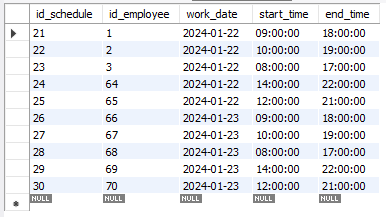 id_schedule id_employee work_date start_time end_time
21 1 2024-01-22 09:00:00 18:00:00
22 2 2024-01-22 10:00:00 19:00:00
23 3 2024-01-22 08:00:00 17:00:00
24 64 2024-01-22 14:00:00 22:00:00
25 65 2024-01-22 12:00:00 21:00:00
26 66 2024-01-23 09:00:00 18:00:00
27 67 2024-01-23 10:00:00 19:00:00
28 68 2024-01-23 08:00:00 17:00:00
29 69 2024-01-23 14:00:00 22:00:00
30 70 2024-01-23 12:00:00 21:00:00
NULL NULL NULL NULL NULL